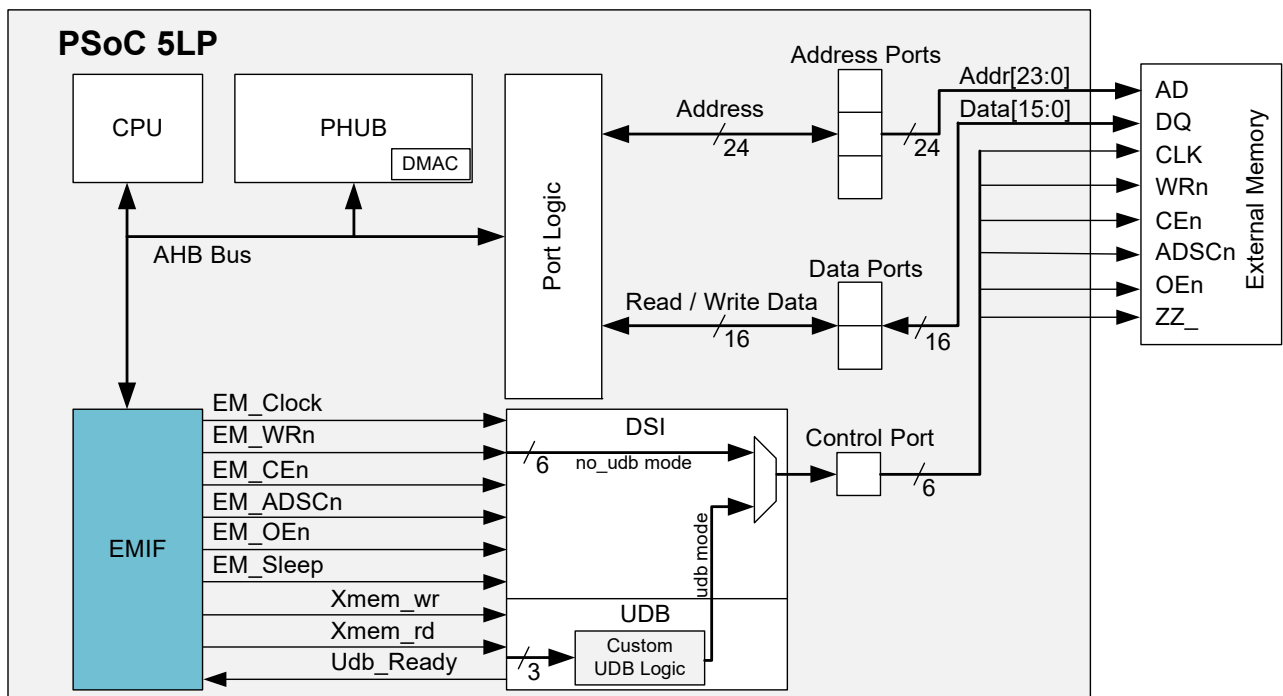 PSoC 5LP
CPU
PHUB
DMAC
AHB Bus
Port Logic
Address
24
Address Ports
24
Addr[23:0]
Data[15:0]
AD
DQ
CLK
WRn
CEn
ADSCn
OEn
ZZ_
External Memory
Read / Write Data
16
Data Ports
16
EMIF
EM_Clock
EM_WRn
EM_CEn
EM_ADSCn
EM_OEn
EM_Sleep
Xmem_wr
Xmem_rd
Udb_Ready
DSI
6
no_udb mode
udb mode
Control Port
6
UDB
3
Custom
UDB Logic